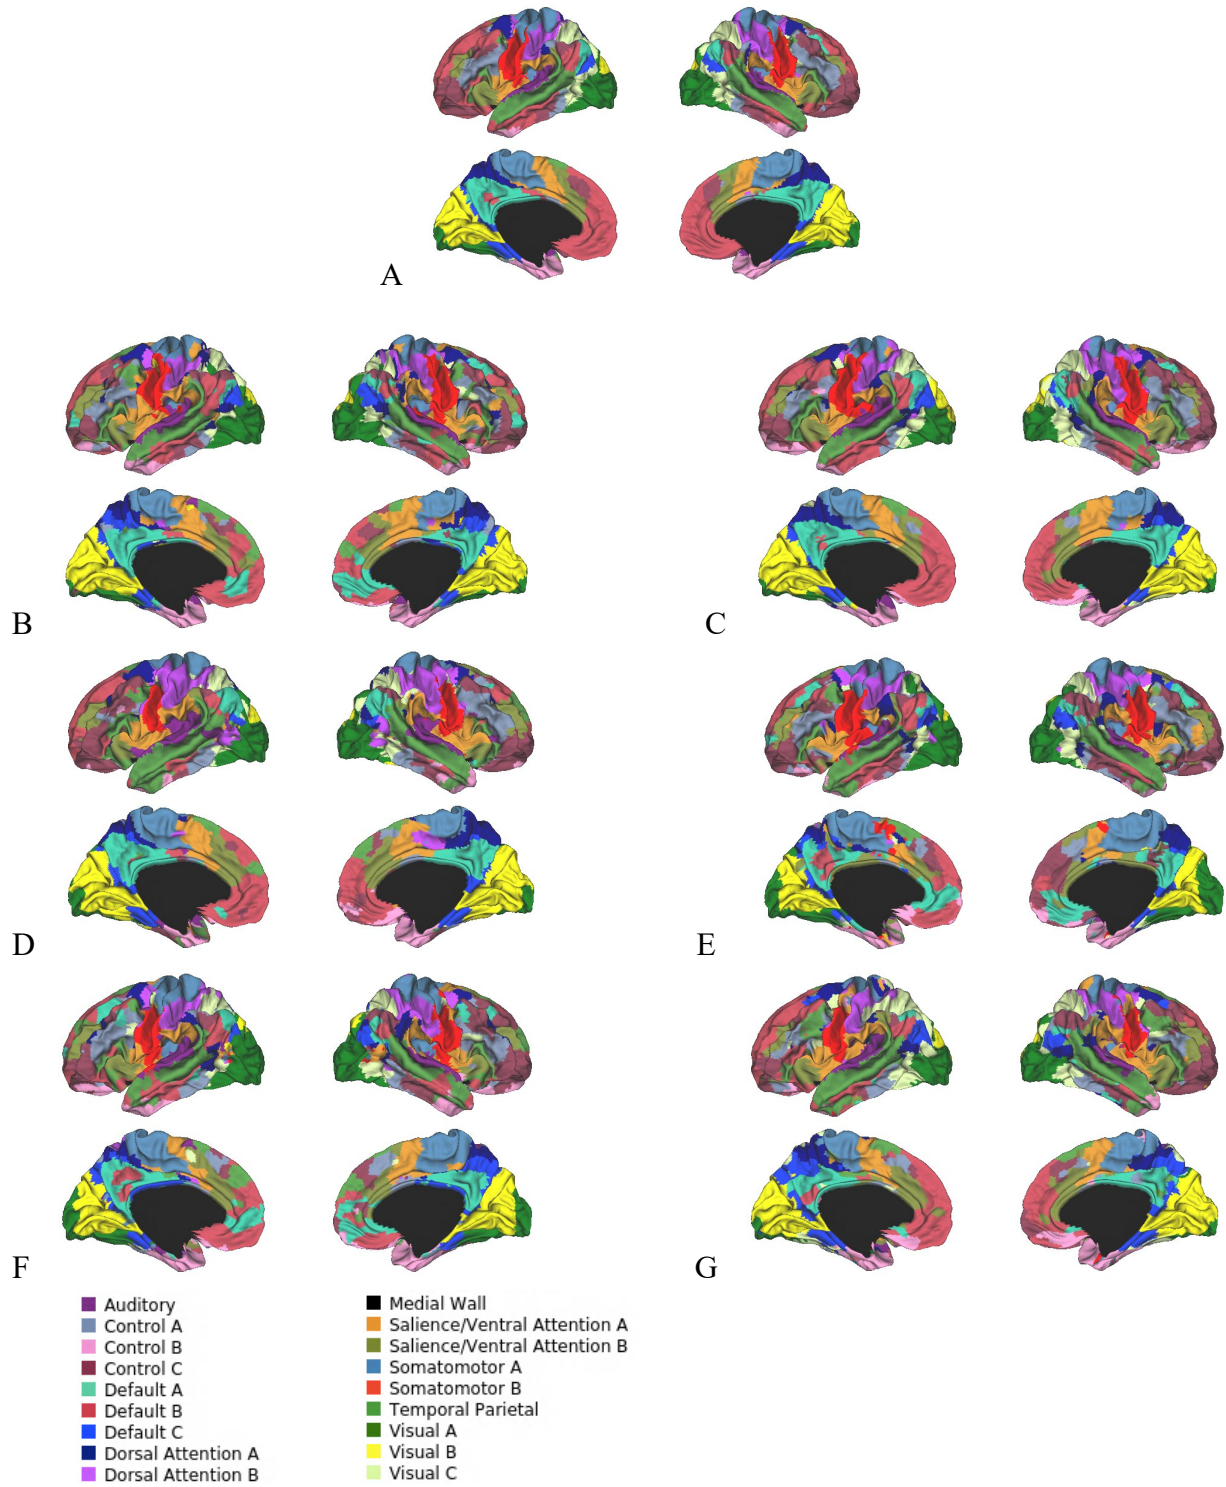 A
B
C
D
E
F
G
Auditory
Control A
Control B
Control C
Default A
Default B
Default C
Dorsal Attention A
Dorsal Attention B
Medial Wall
Salience/Ventral Attention A
Salience/Ventral Attention B
Somatomotor A
Somatomotor B
Temporal Parietal
Visual A
Visual B
Visual C